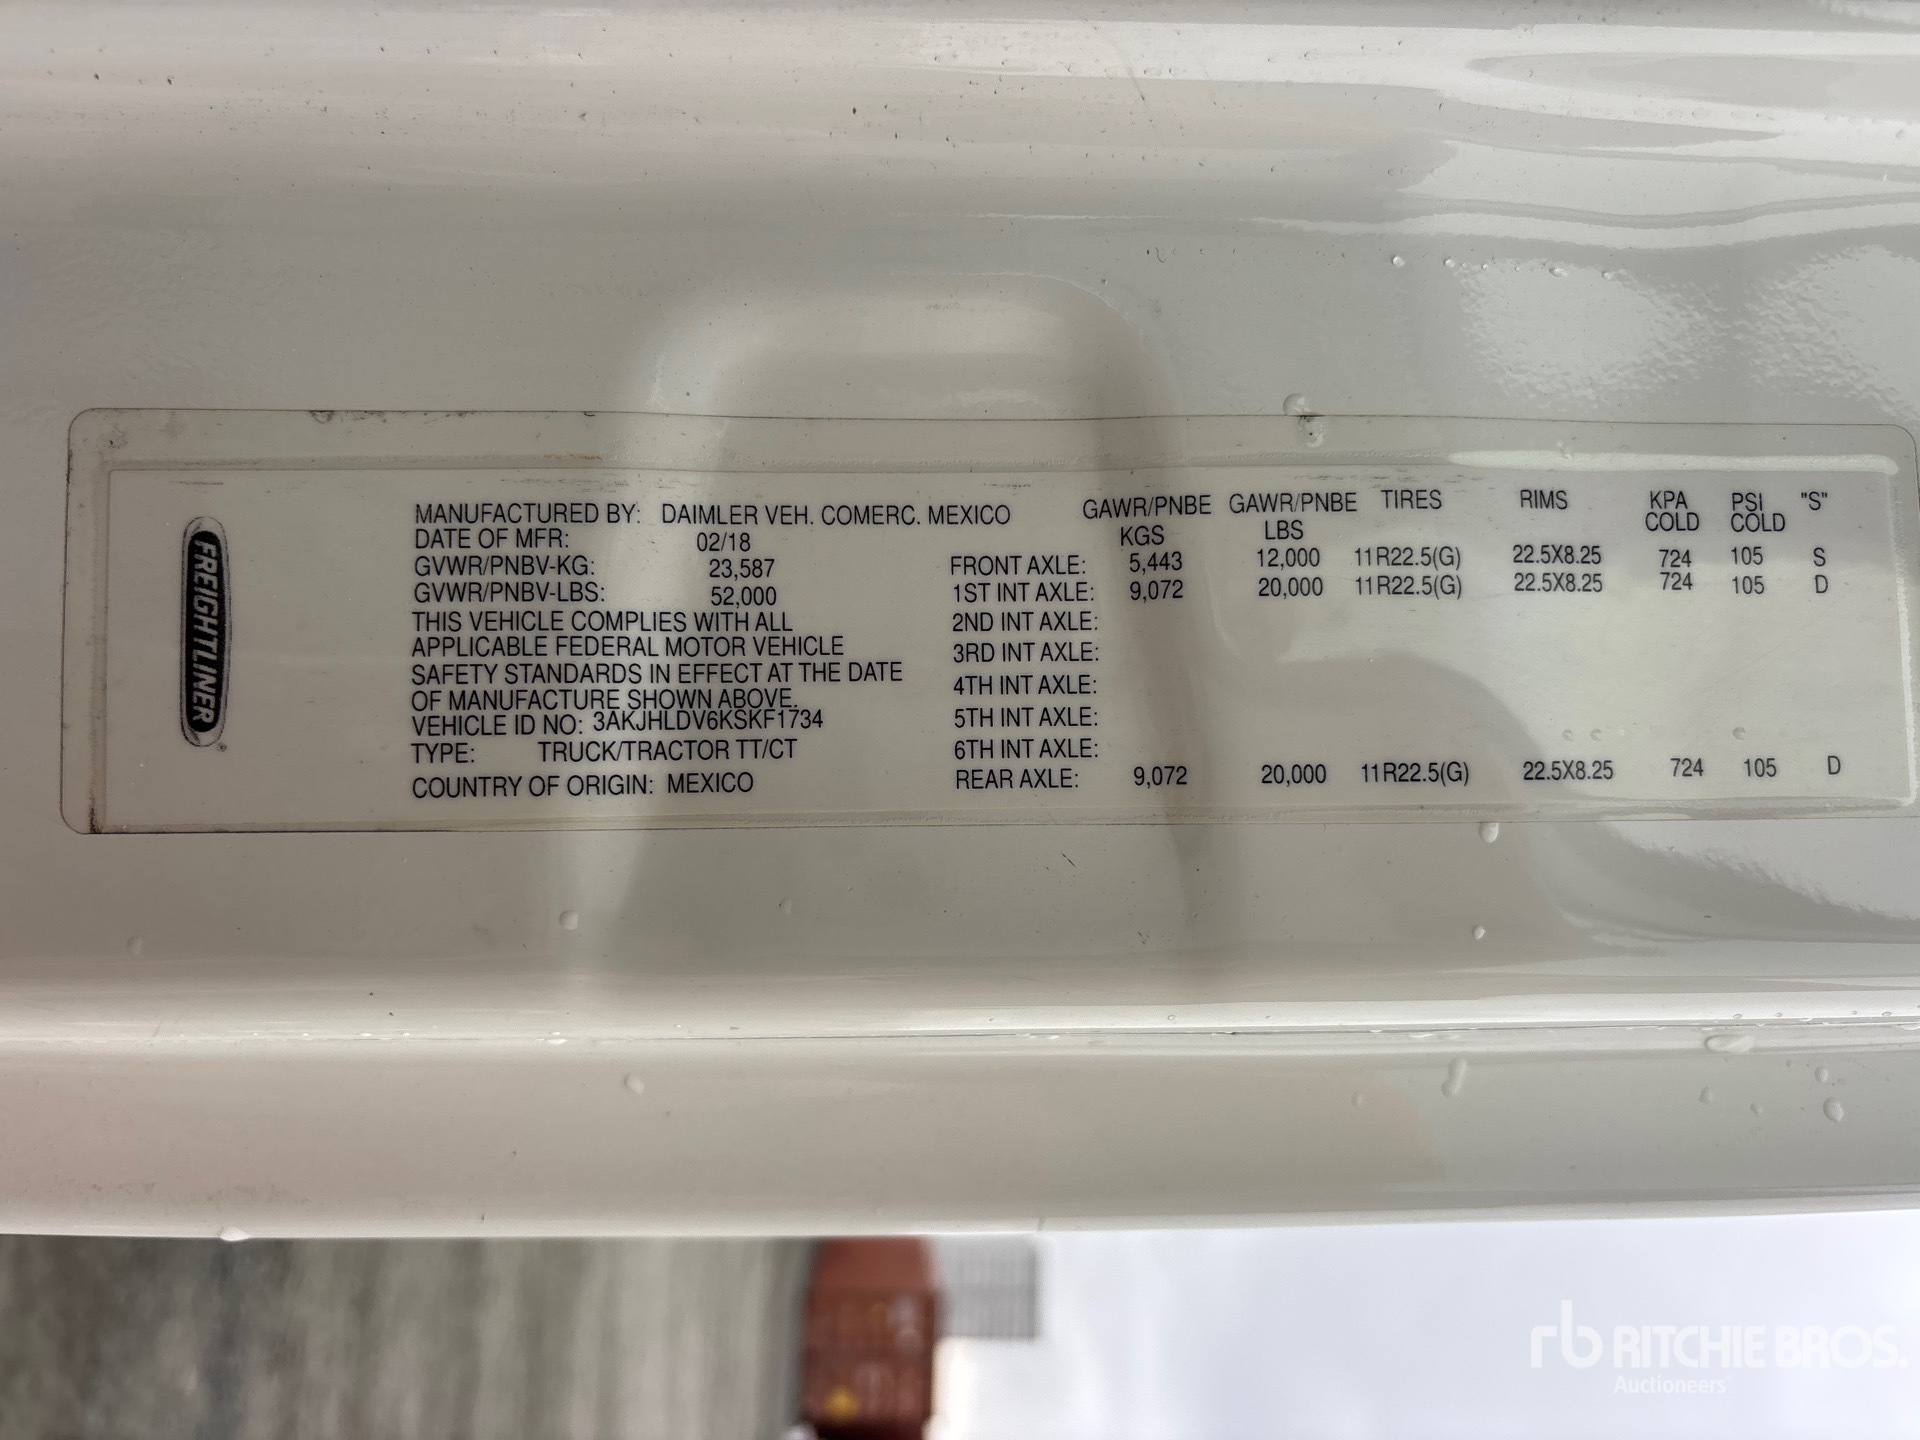 FREIGHTLINER®
MANUFACTURED BY: DAIMLER VEH. COMERC. MEXICO
DATE OF MFR: 02/18
GVWR/PNBV-KG: 23,587
GVWR/PNBV-LBS: 52,000
THIS VEHICLE COMPLIES WITH ALL
APPLICABLE FEDERAL MOTOR VEHICLE
SAFETY STANDARDS IN EFFECT AT THE DATE
OF MANUFACTURE SHOWN ABOVE.
VEHICLE ID NO: 3AKJHLDV6KSKF1734
TYPE: TRUCK/TRACTOR TT/CT
COUNTRY OF ORIGIN: MEXICO
GAWR/PNBE GAWR/PNBE TIRES RIMS KPA PSI "S"
KGS LBS COLD COLD
FRONT AXLE: 5,443 12,000 11R22.5(G) 22.5X8.25 724 105 S
1ST INT AXLE: 9,072 20,000 11R22.5(G) 22.5X8.25 724 105 D
2ND INT AXLE:
3RD INT AXLE:
4TH INT AXLE:
5TH INT AXLE:
6TH INT AXLE:
REAR AXLE: 9,072 20,000 11R22.5(G) 22.5X8.25 724 105 D
rb RITCHIE BROS.
Auctioneers